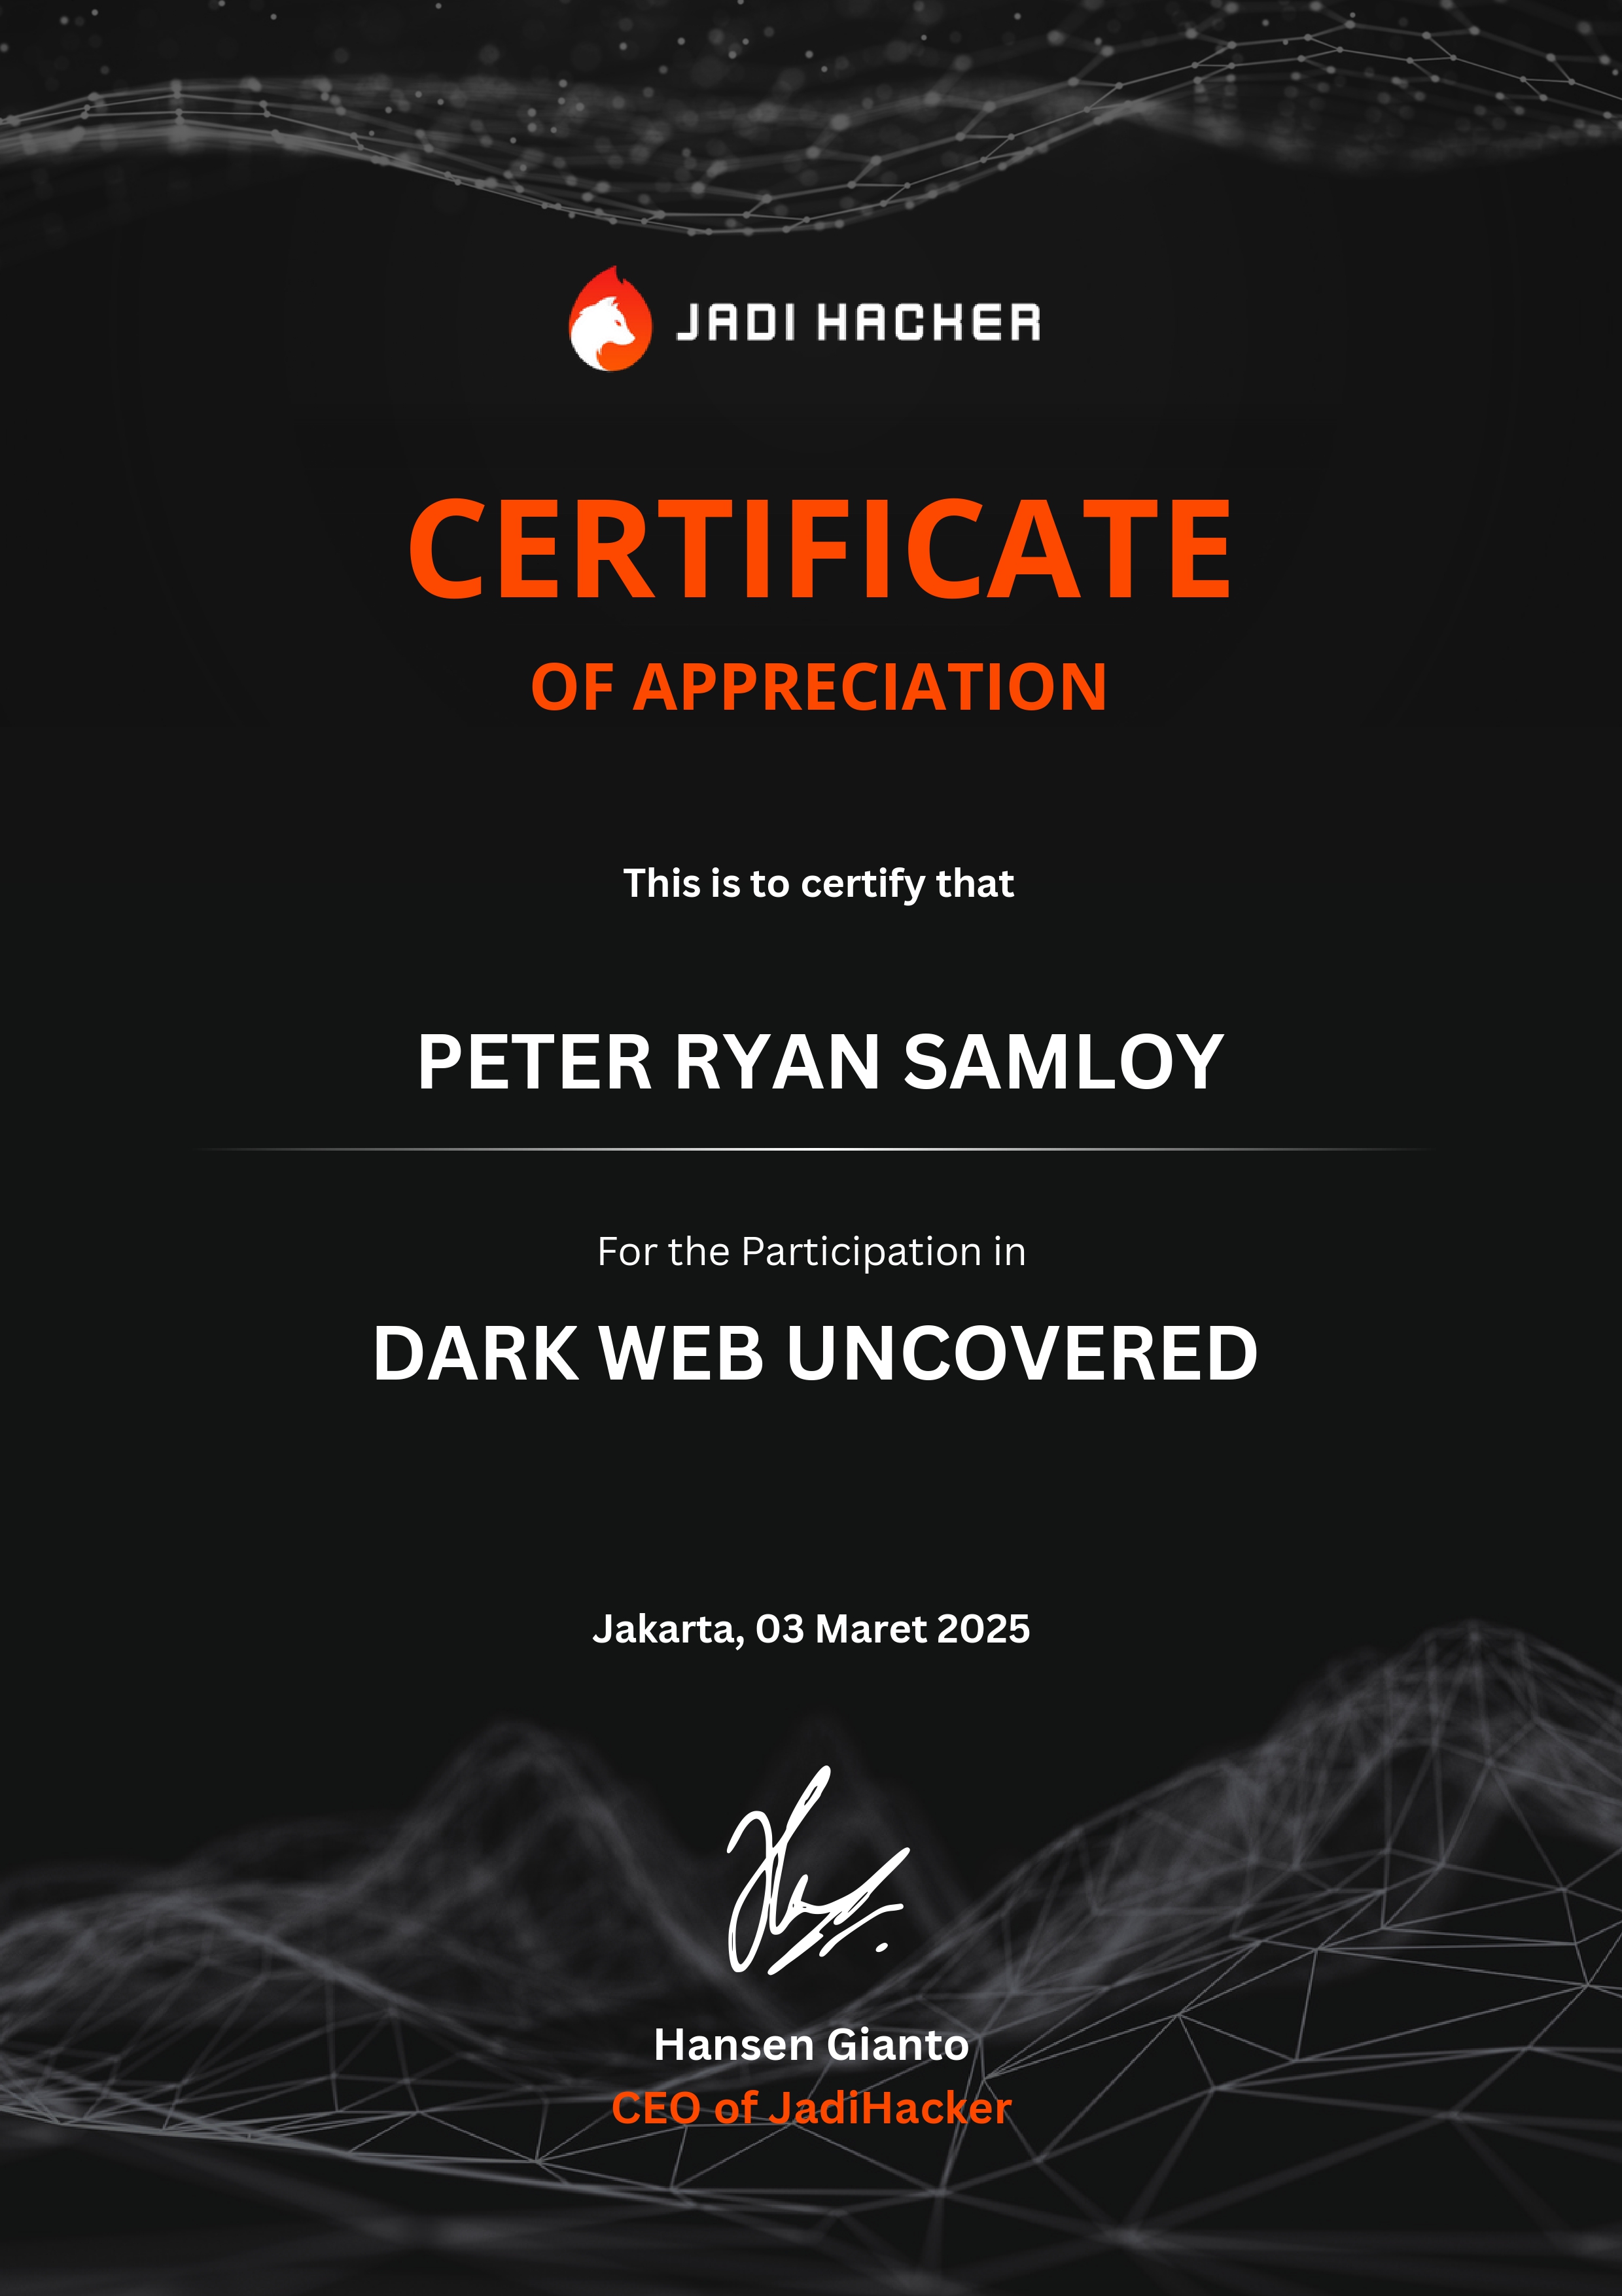 JADI HACKER
CERTIFICATE
OF APPRECIATION
This is to certify that
PETER RYAN SAMLOY
For the Participation in
DARK WEB UNCOVERED
Jakarta, 03 Maret 2025
Hansen Gianto
CEO of JadiHacker